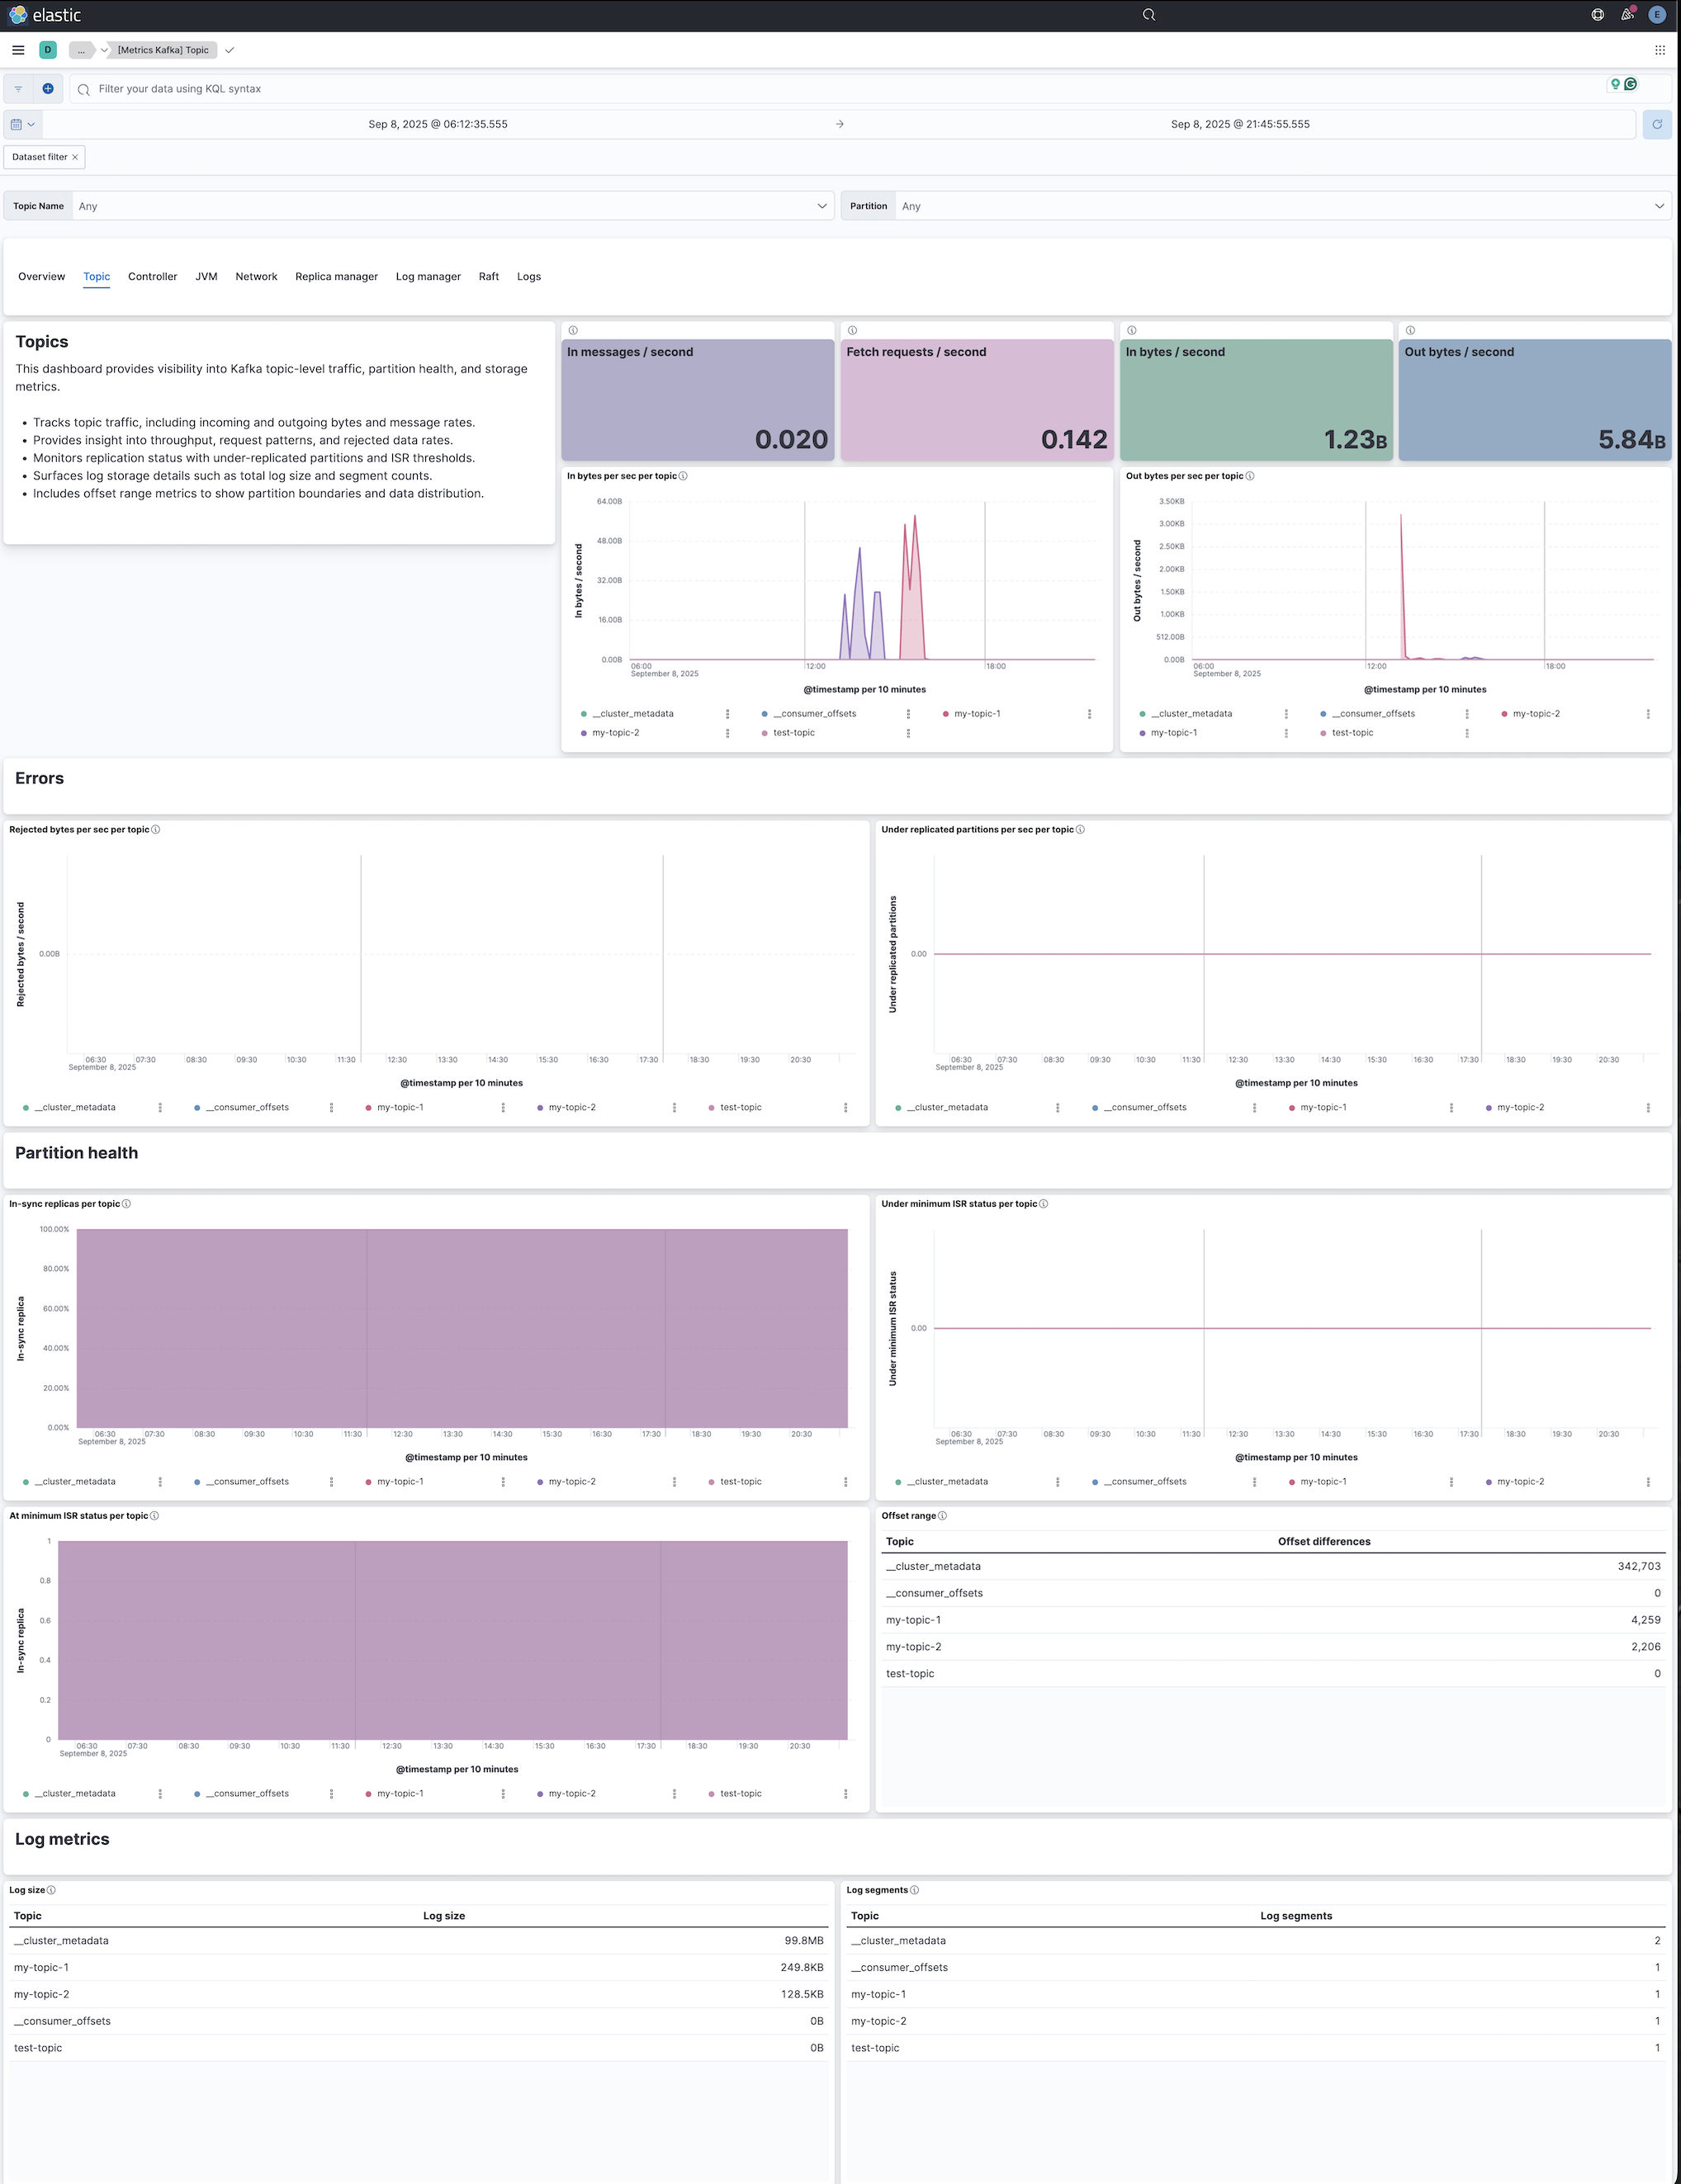 elastic
E
D
...
[Metrics Kafka] Topic
Filter your data using KQL syntax
Sep 8, 2025 @ 06:12:35.555
→
Sep 8, 2025 @ 21:45:55.555
Dataset filter ×
Topic Name Any
Partition Any
Overview Topic Controller JVM Network Replica manager Log manager Raft Logs
Topics
This dashboard provides visibility into Kafka topic-level traffic, partition health, and storage
metrics.
• Tracks topic traffic, including incoming and outgoing bytes and message rates.
• Provides insight into throughput, request patterns, and rejected data rates.
• Monitors replication status with under-replicated partitions and ISR thresholds.
• Surfaces log storage details such as total log size and segment counts.
• Includes offset range metrics to show partition boundaries and data distribution.
In messages / second
0.020
Fetch requests / second
0.142
In bytes / second
1.23B
Out bytes / second
5.84B
In bytes per sec per topic
In bytes / second
64.00B
48.00B
32.00B
16.00B
0.00B
06:00 12:00 18:00
September 8, 2025
@timestamp per 10 minutes
__cluster_metadata __consumer_offsets my-topic-1
my-topic-2 test-topic
Out bytes per sec per topic
Out bytes / second
3.50KB
3.00KB
2.50KB
2.00KB
1.50KB
1.00KB
512.00B
0.00B
06:00 12:00 18:00
September 8, 2025
@timestamp per 10 minutes
__cluster_metadata __consumer_offsets my-topic-2
my-topic-1 test-topic
Errors
Rejected bytes per sec per topic
Rejected bytes / second
0.00B
06:30 07:30 08:30 09:30 10:30 11:30 12:30 13:30 14:30 15:30 16:30 17:30 18:30 19:30 20:30
September 8, 2025
@timestamp per 10 minutes
__cluster_metadata __consumer_offsets my-topic-1 my-topic-2 test-topic
Under replicated partitions per sec per topic
Under replicated partitions
0.00
06:30 07:30 08:30 09:30 10:30 11:30 12:30 13:30 14:30 15:30 16:30 17:30 18:30 19:30 20:30
September 8, 2025
@timestamp per 10 minutes
__cluster_metadata __consumer_offsets my-topic-1 my-topic-2
Partition health
In-sync replicas per topic
In-sync replica
100.00%
80.00%
60.00%
40.00%
20.00%
0.00%
06:30 07:30 08:30 09:30 10:30 11:30 12:30 13:30 14:30 15:30 16:30 17:30 18:30 19:30 20:30
September 8, 2025
@timestamp per 10 minutes
__cluster_metadata __consumer_offsets my-topic-1 my-topic-2 test-topic
Under minimum ISR status per topic
Under minimum ISR status
0.00
06:30 07:30 08:30 09:30 10:30 11:30 12:30 13:30 14:30 15:30 16:30 17:30 18:30 19:30 20:30
September 8, 2025
@timestamp per 10 minutes
__cluster_metadata __consumer_offsets my-topic-1 my-topic-2
At minimum ISR status per topic
In-sync replica
1
0.8
0.6
0.4
0.2
0
06:30 07:30 08:30 09:30 10:30 11:30 12:30 13:30 14:30 15:30 16:30 17:30 18:30 19:30 20:30
September 8, 2025
@timestamp per 10 minutes
__cluster_metadata __consumer_offsets my-topic-1 my-topic-2 test-topic
Offset range
Topic Offset differences
__cluster_metadata 342,703
__consumer_offsets 0
my-topic-1 4,259
my-topic-2 2,206
test-topic 0
Log metrics
Log size
Topic Log size
__cluster_metadata 99.8MB
my-topic-1 249.8KB
my-topic-2 128.5KB
__consumer_offsets 0B
test-topic 0B
Log segments
Topic Log segments
__cluster_metadata 2
__consumer_offsets 1
my-topic-1 1
my-topic-2 1
test-topic 1